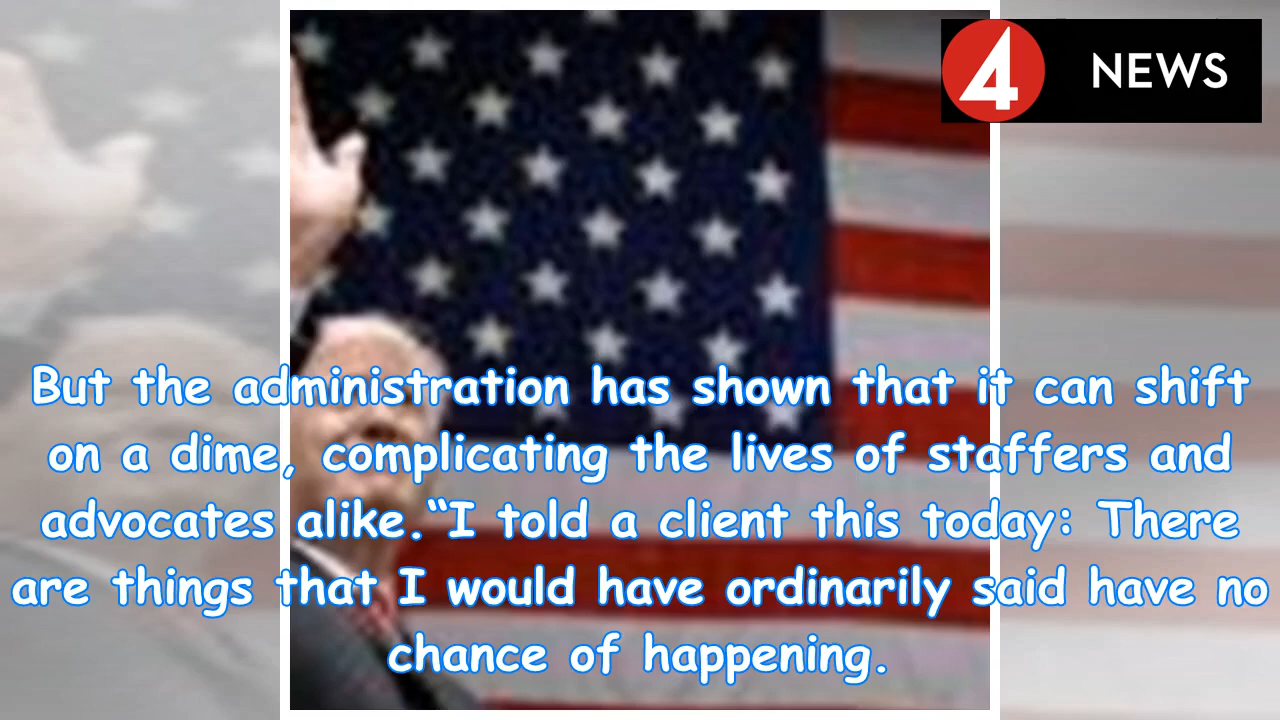 4 NEWS
But the administration has shown that it can shift
on a dime, complicating the lives of staffers and
advocates alike.“I told a client this today: There
are things that I would have ordinarily said have no
chance of happening.